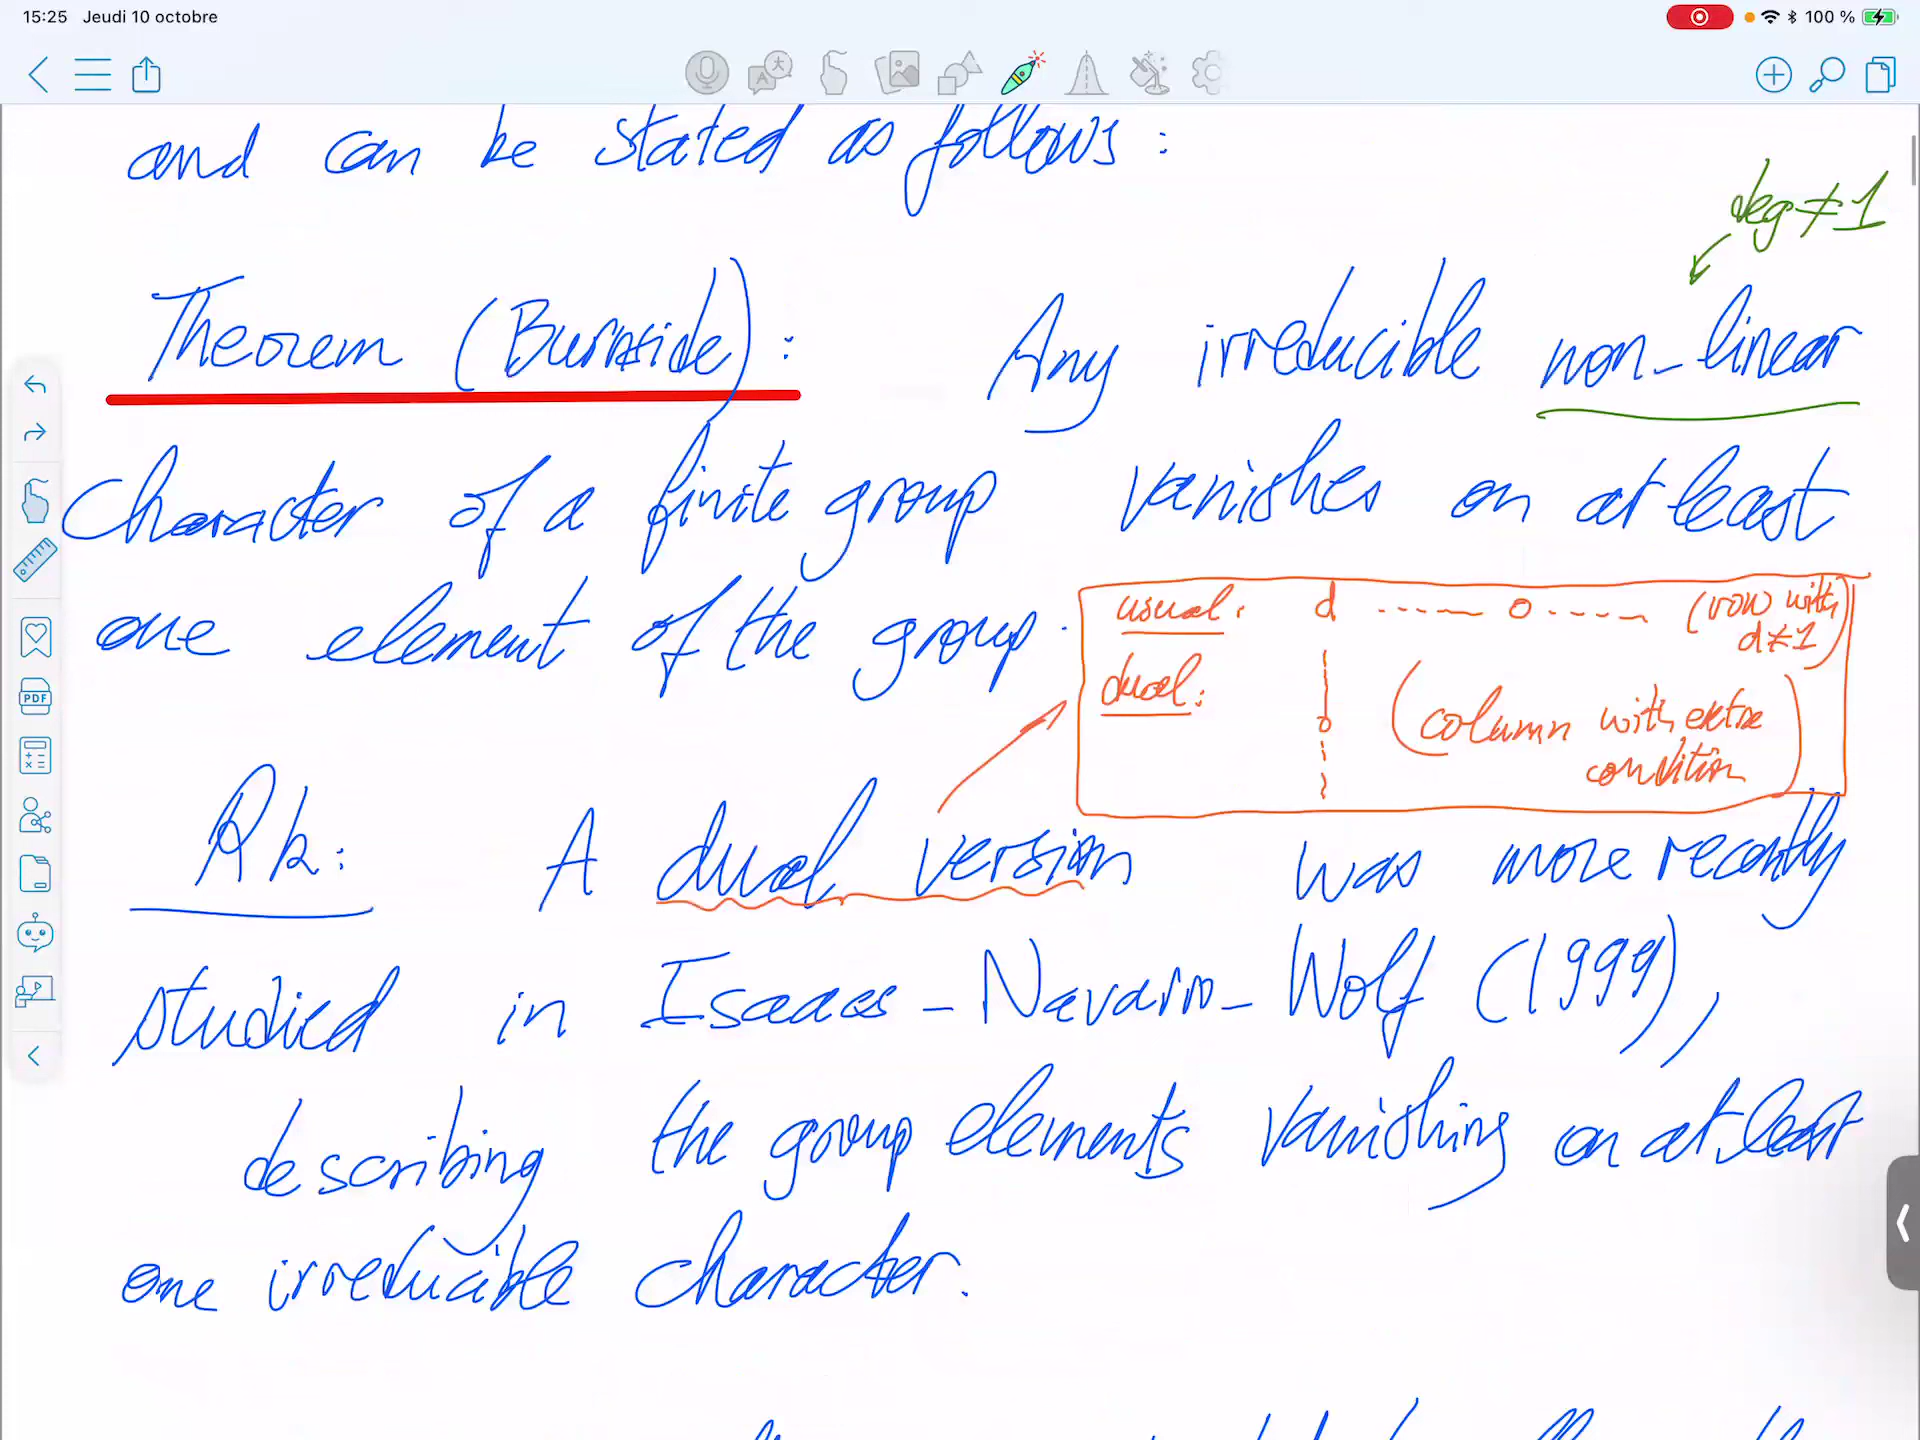 15:25 Jeudi 10 octobre 100 %
and can be stated as follows :
deg ≠ 1
Theorem (Burnside) : Any irreducible non-linear
character of a finite group vanishes on at least
one element of the group.
usual: d ----- 0 ----- (row with d≠1)
dual: 0 (column with extra condition)
PDF
Rk: A dual version was more recently
studied in Isaacs - Navarro - Wolf (1999),
describing the group elements vanishing on at least
one irreducible character.